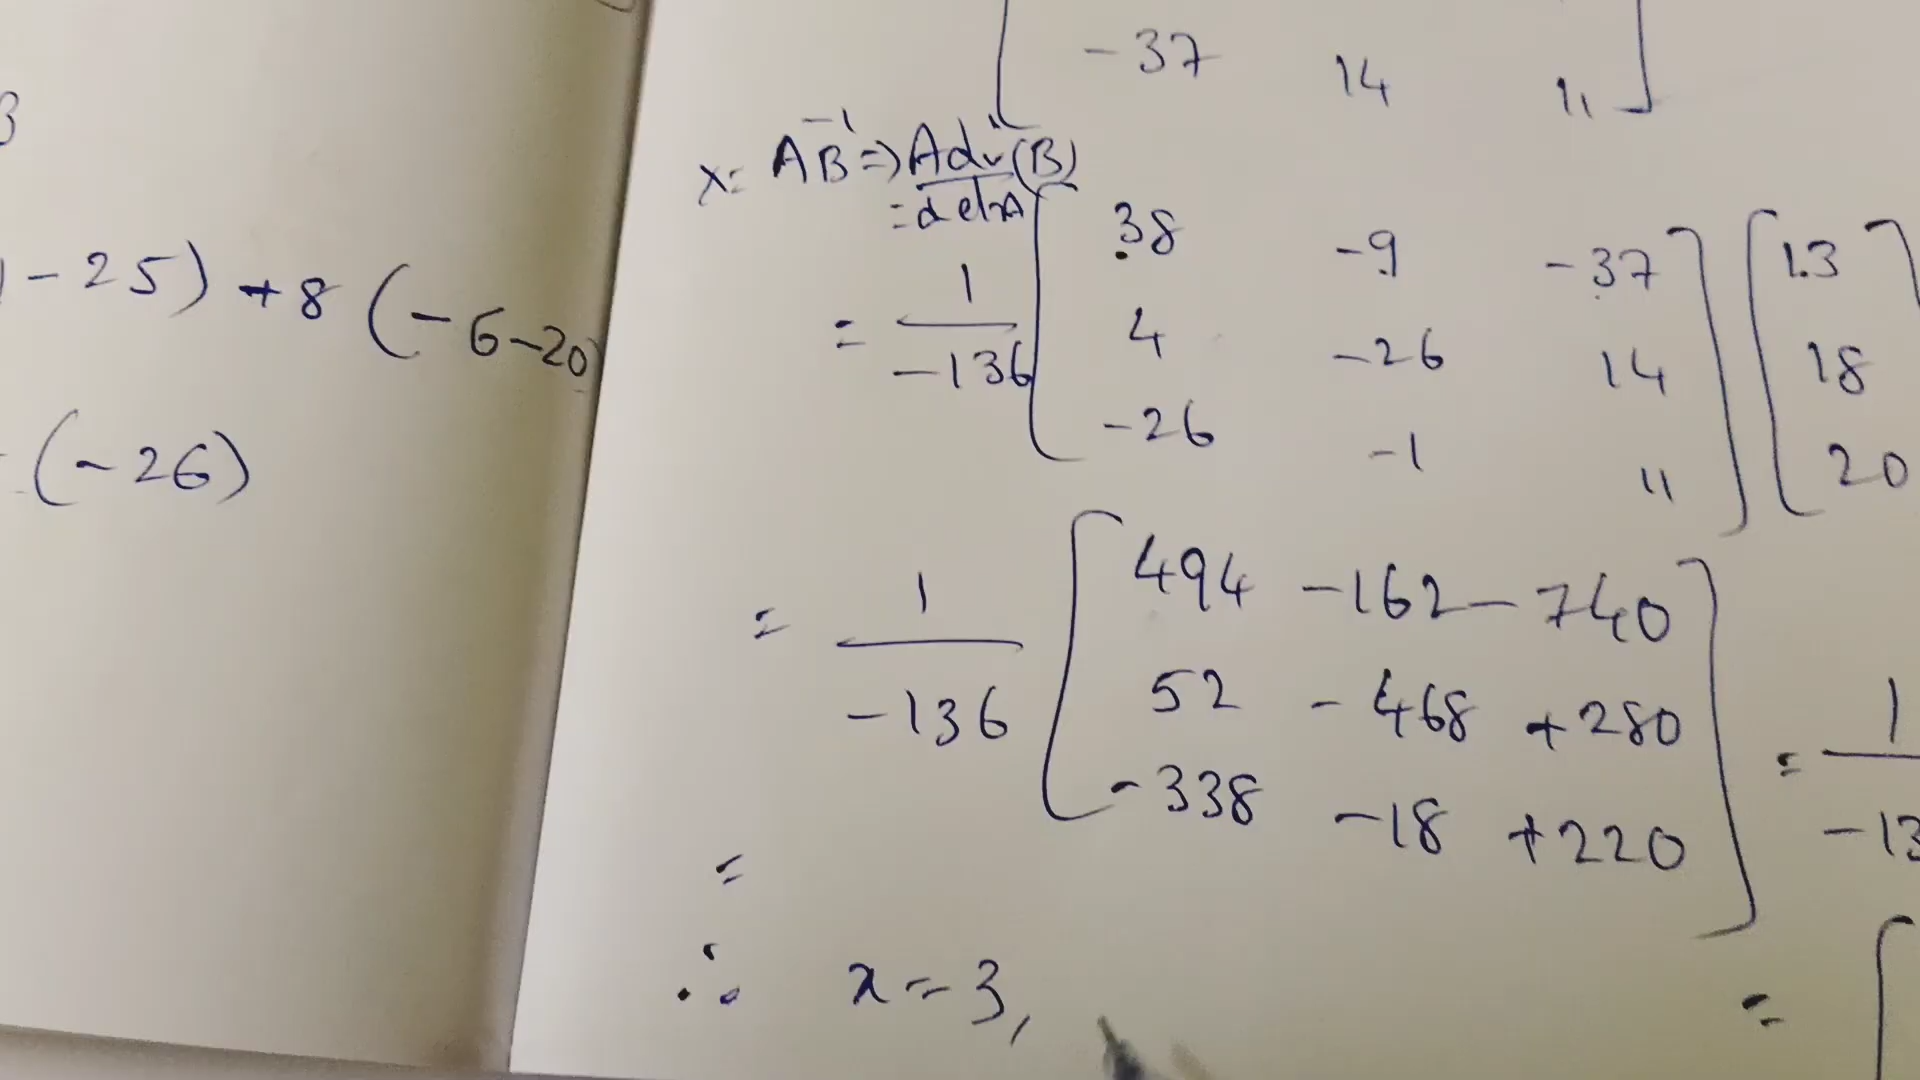 3
- 25) + 8 (- 6 - 20
(- 26)
-37 14 11
x = A⁻¹B => Adj(B)
= det A
= 1/-136 [ 38 -9 -37 ] [ 13
4 -26 14 18
-26 -1 11 20
= 1/-136 [ 494 - 162 - 740 ]
52 - 468 + 280 = 1
-338 - 18 + 220 -13
=
∴ x = 3, =